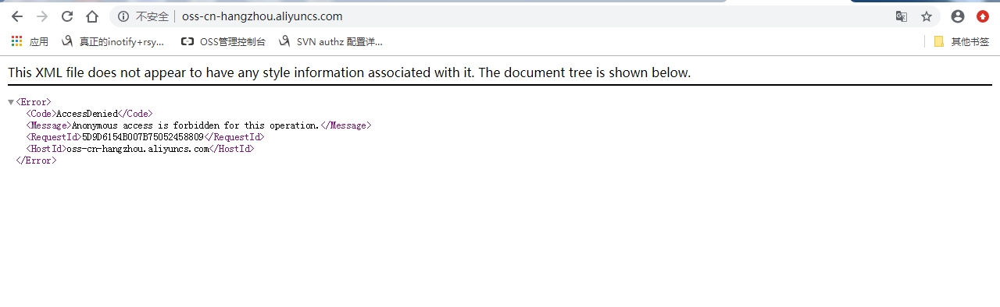 不安全 oss-cn-hangzhou.aliyuncs.com
应用 真正的inotify+rsy... OSS管理控制台 SVN authz 配置详... 其他书签
This XML file does not appear to have any style information associated with it. The document tree is shown below.
<Error>
<Code>AccessDenied</Code>
<Message>Anonymous access is forbidden for this operation.</Message>
<RequestId>5D9D6154B007B75052458809</RequestId>
<HostId>oss-cn-hangzhou.aliyuncs.com</HostId>
</Error>